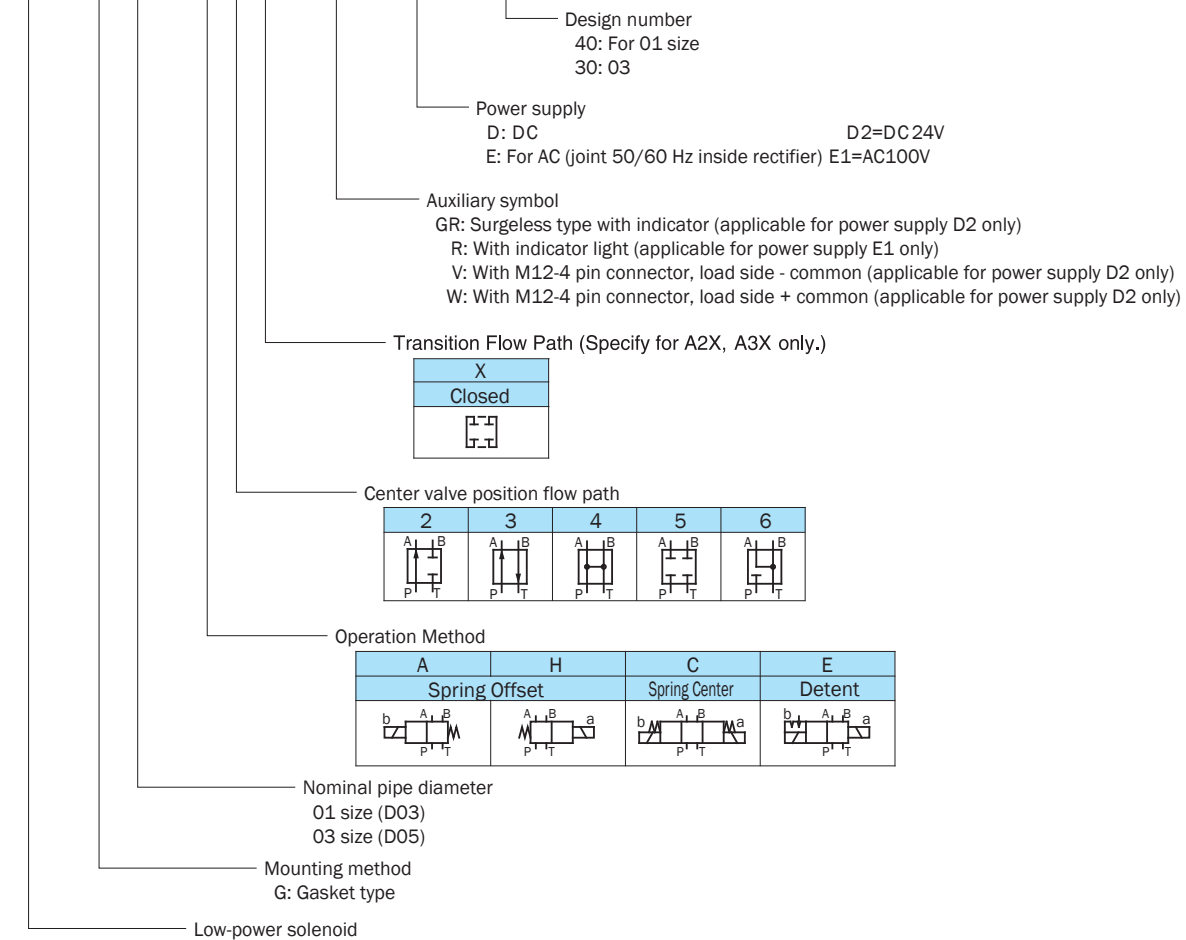 Design number
40: For 01 size
30: 03
Power supply
D: DC D2=DC 24V
E: For AC (joint 50/60 Hz inside rectifier) E1=AC100V
Auxiliary symbol
GR: Surgeless type with indicator (applicable for power supply D2 only)
R: With indicator light (applicable for power supply E1 only)
V: With M12-4 pin connector, load side - common (applicable for power supply D2 only)
W: With M12-4 pin connector, load side + common (applicable for power supply D2 only)
Transition Flow Path (Specify for A2X, A3X only.)
X
Closed
Center valve position flow path
2 3 4 5 6
A B A B A B A B A B
P T P T P T P T P T
Operation Method
A H C E
Spring Offset Spring Center Detent
b A B A B a b A B a b A B a
P T P T P T P T
Nominal pipe diameter
01 size (D03)
03 size (D05)
Mounting method
G: Gasket type
Low-power solenoid